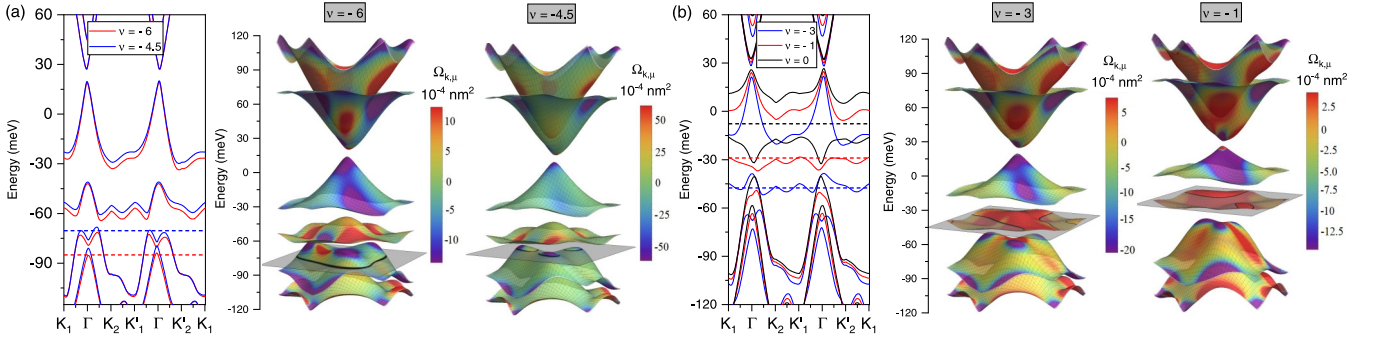 (a)
ν = - 6
ν = -4.5
(b)
ν = - 3
ν = - 1
60
30
0
-30
-60
-90
Energy (meV)
ν = - 6
ν = - 4.5
K₁ Γ K₂ K'₁ Γ K'₂ K₁
120
90
60
30
0
-30
-60
-90
-120
Energy (meV)
Ωk,μ
10⁻⁴ nm²
10
5
0
-5
-10
Ωk,μ
10⁻⁴ nm²
50
25
0
-25
-50
60
30
0
-30
-60
-90
-120
Energy (meV)
ν = - 3
ν = - 1
ν = 0
K₁ Γ K₂ K'₁ Γ K'₂ K₁
120
90
60
30
0
-30
-60
-90
-120
Energy (meV)
Ωk,μ
10⁻⁴ nm²
5
0
-5
-10
-15
-20
Ωk,μ
10⁻⁴ nm²
2.5
0
-2.5
-5
-7.5
-10
-12.5